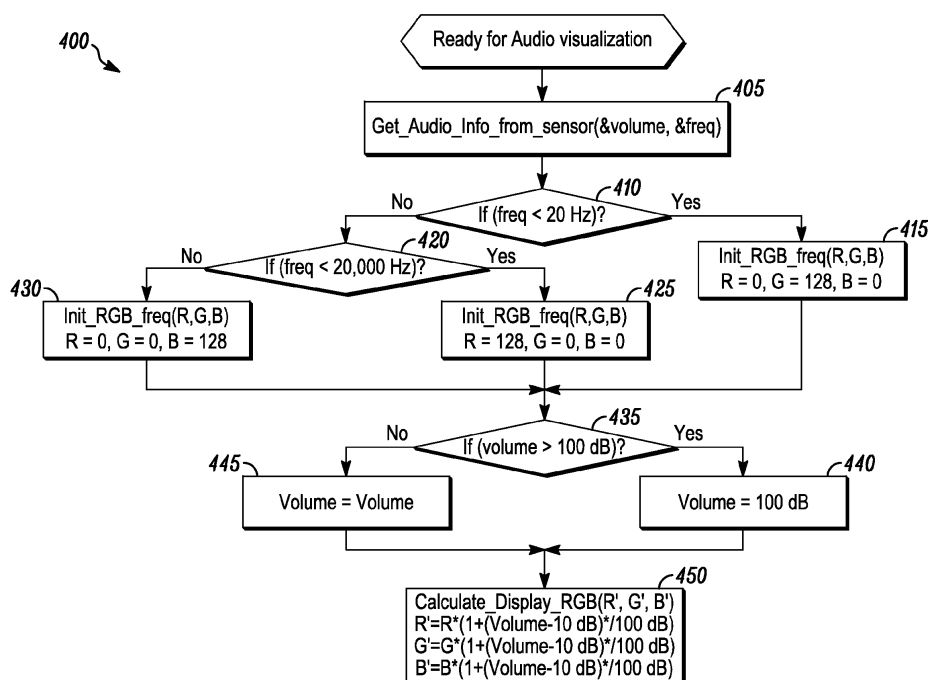 400
Ready for Audio visualization
405
Get_Audio_Info_from_sensor(&volume, &freq)
410
No
If (freq < 20 Hz)?
Yes
415
Init_RGB_freq(R,G,B)
R = 0, G = 128, B = 0
420
No
If (freq < 20,000 Hz)?
Yes
430
Init_RGB_freq(R,G,B)
R = 0, G = 0, B = 128
425
Init_RGB_freq(R,G,B)
R = 128, G = 0, B = 0
435
No
If (volume > 100 dB)?
Yes
445
Volume = Volume
440
Volume = 100 dB
450
Calculate_Display_RGB(R', G', B')
R'=R*(1+(Volume-10 dB)*/100 dB)
G'=G*(1+(Volume-10 dB)*/100 dB)
B'=B*(1+(Volume-10 dB)*/100 dB)